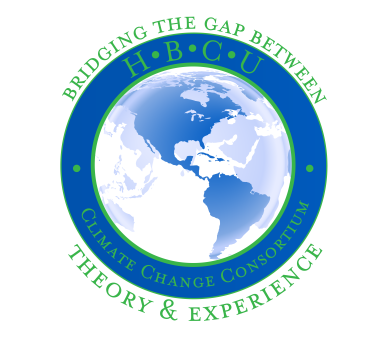 BRIDGING THE GAP BETWEEN
H•B•C•U
CLIMATE CHANGE CONSORTIUM
THEORY & EXPERIENCE